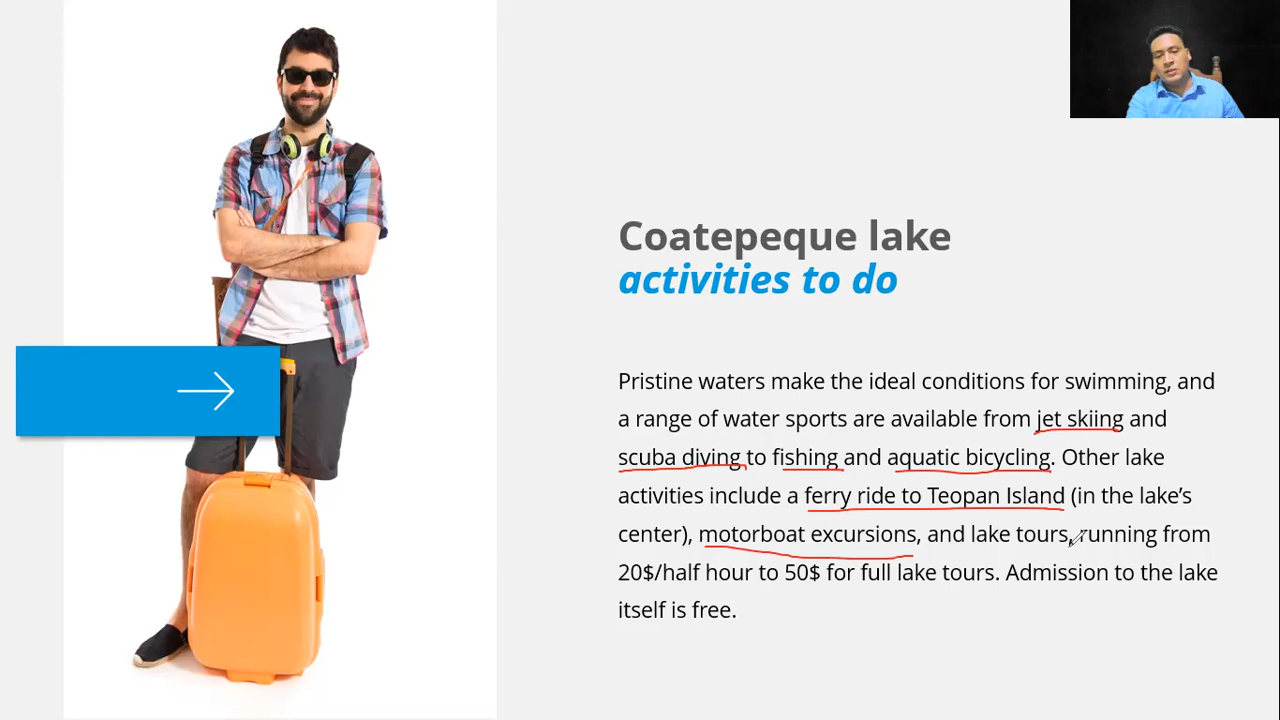 Coatepeque lake
activities to do
Pristine waters make the ideal conditions for swimming, and
a range of water sports are available from jet skiing and
scuba diving to fishing and aquatic bicycling. Other lake
activities include a ferry ride to Teopan Island (in the lake’s
center), motorboat excursions, and lake tours, running from
20$/half hour to 50$ for full lake tours. Admission to the lake
itself is free.